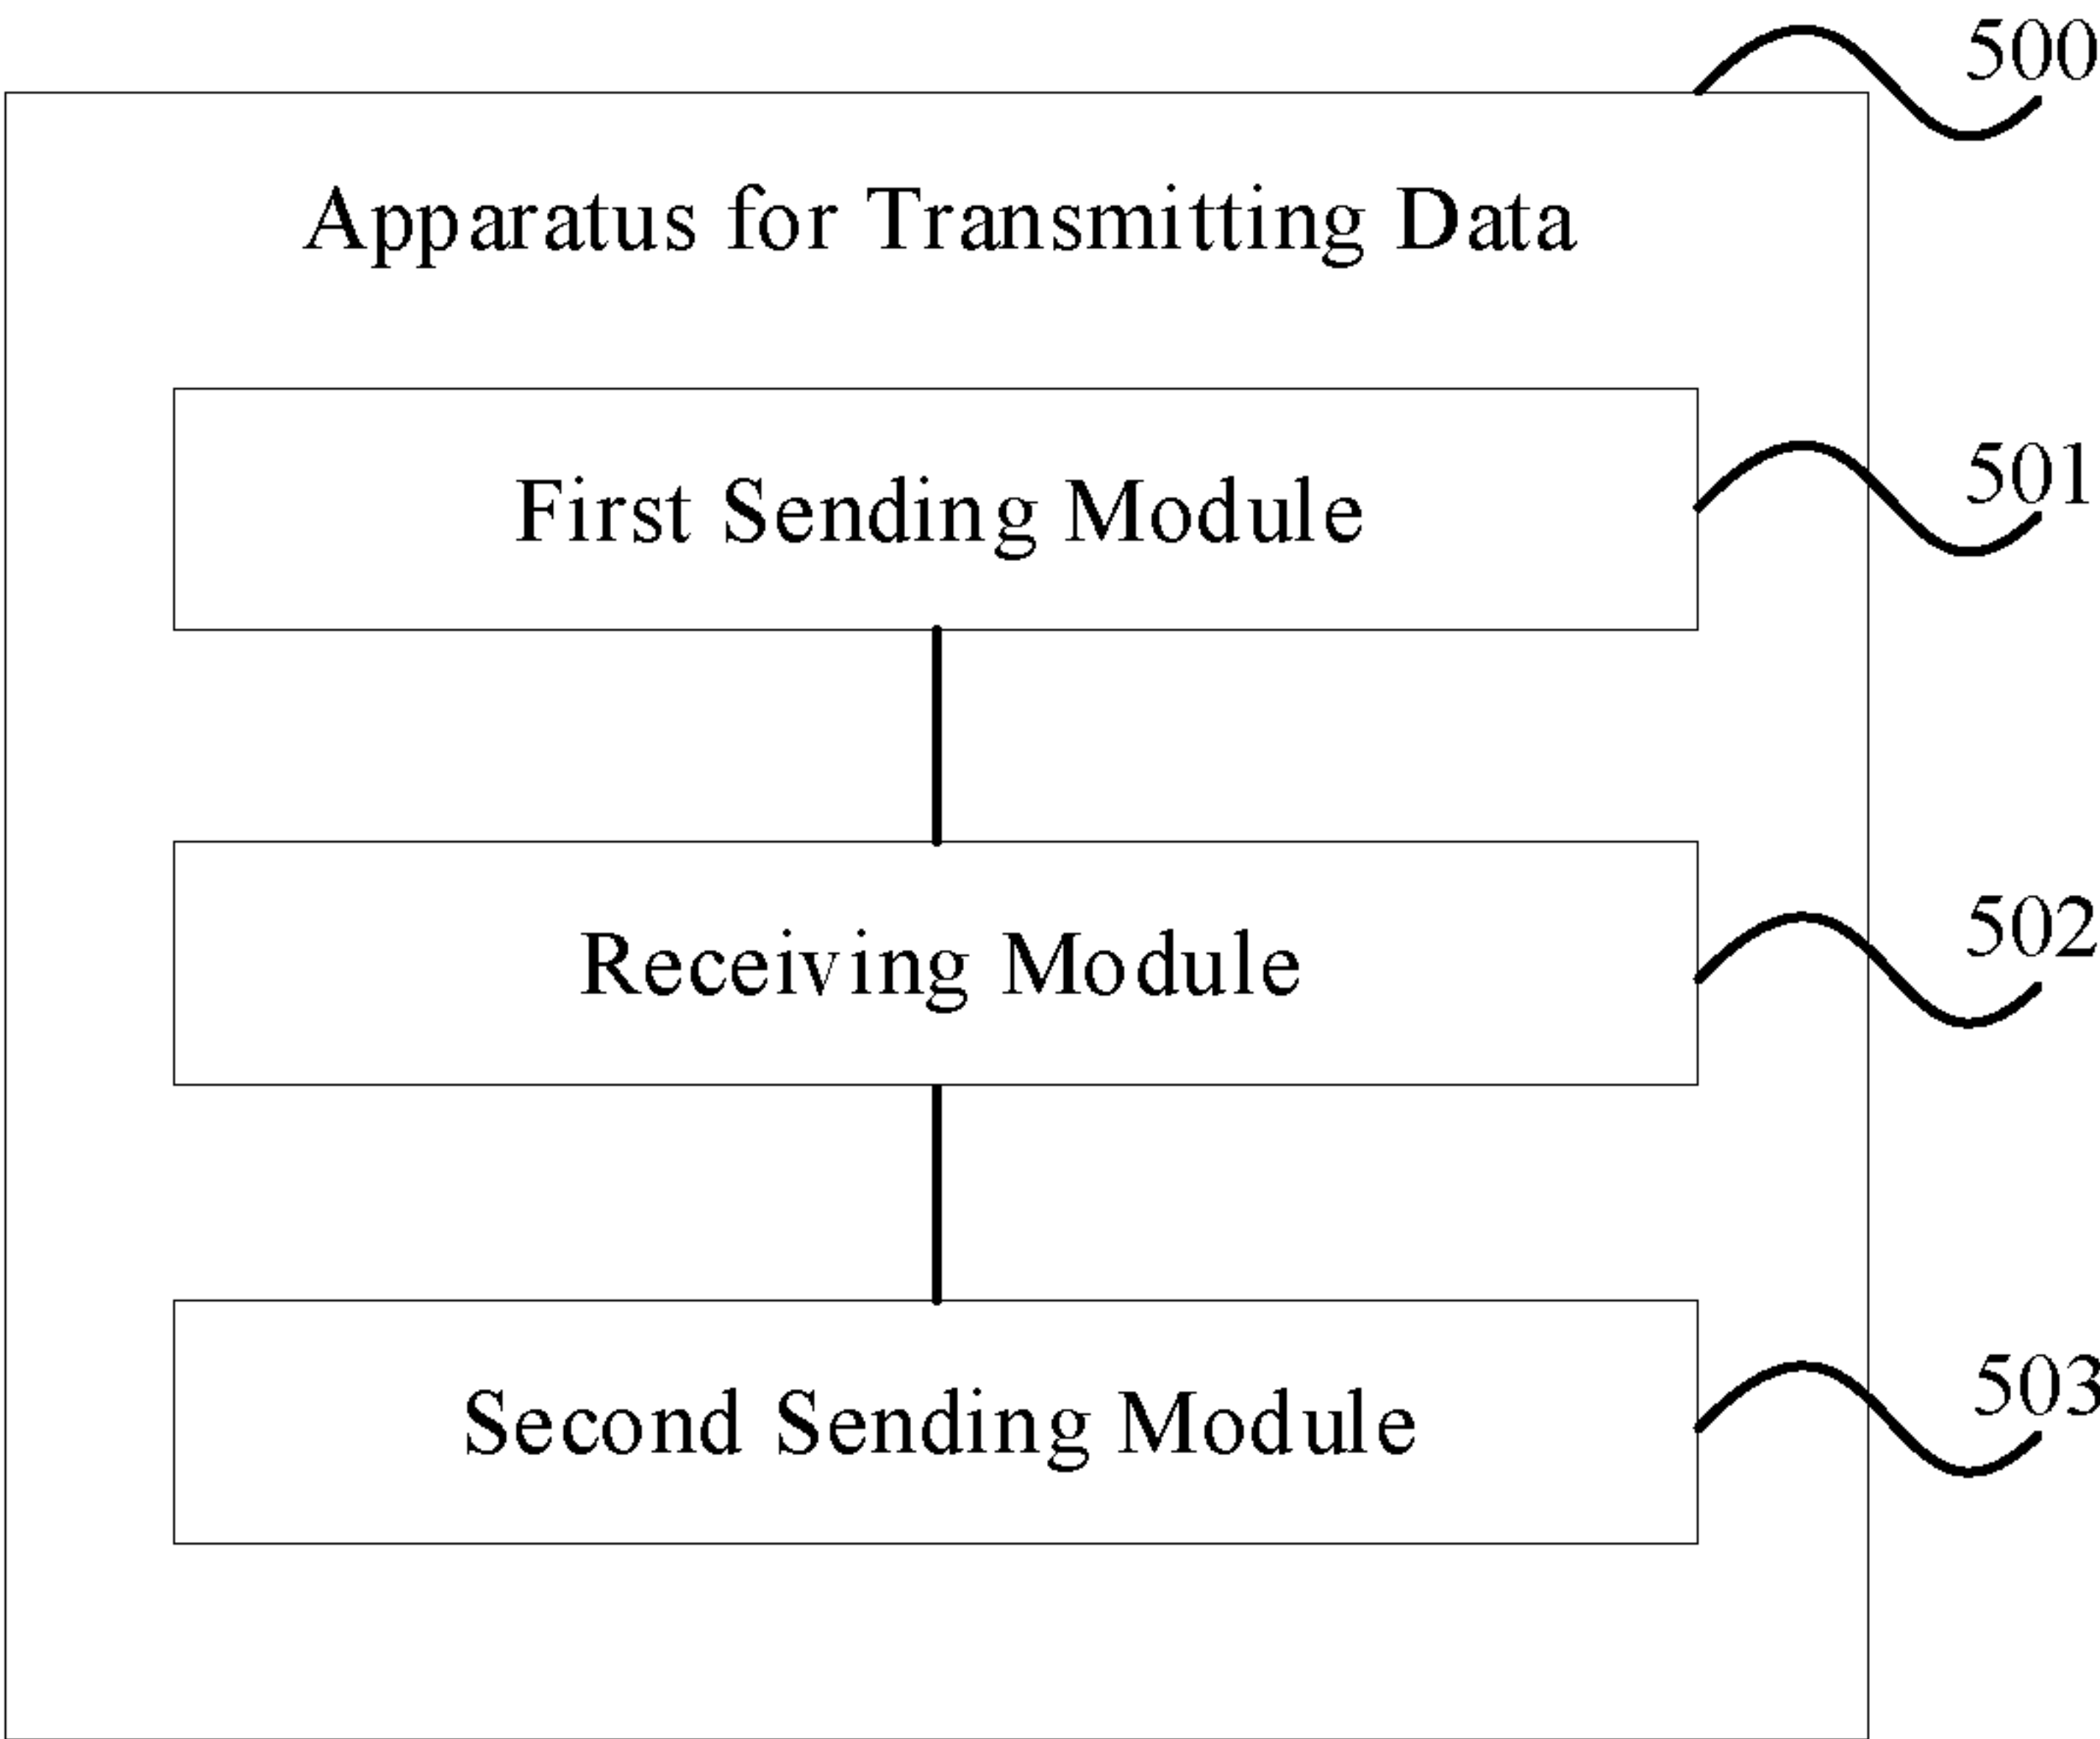 500
Apparatus for Transmitting Data
First Sending Module
501
Receiving Module
502
Second Sending Module
503